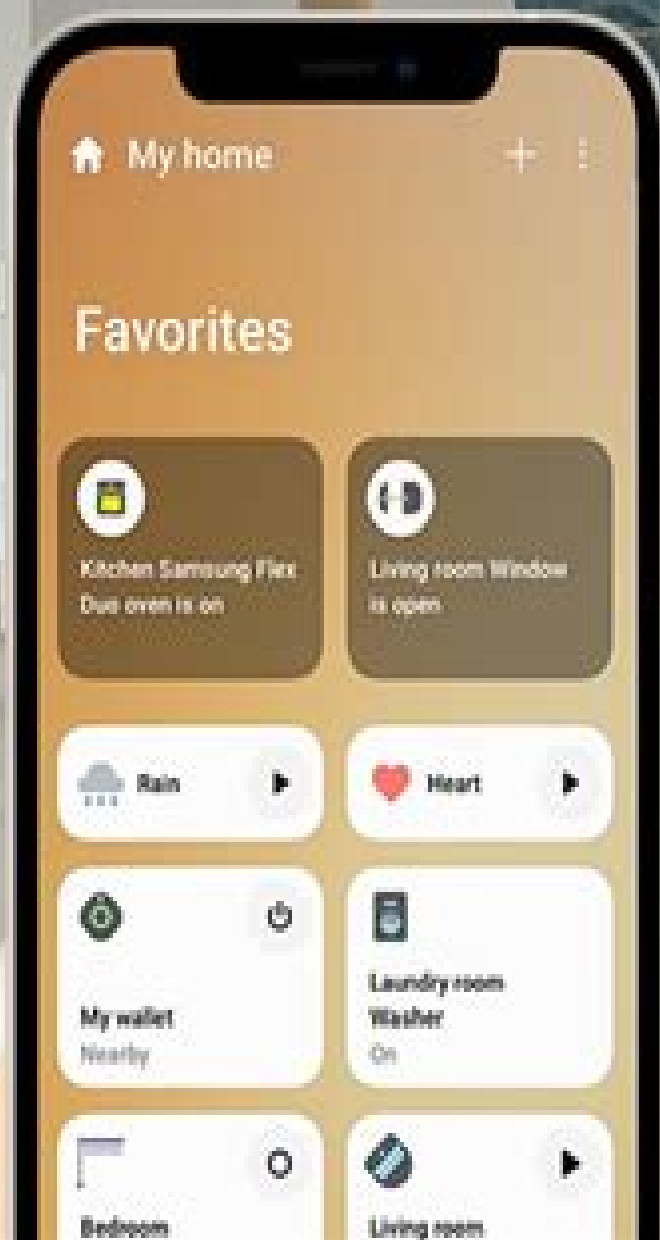 My home
Favorites
Kitchen Samsung Flex
Duo oven is on
Living room Window
is open
Rain
Heart
My wallet
Nearby
Laundry room
Washer
On
Bedroom
Living room